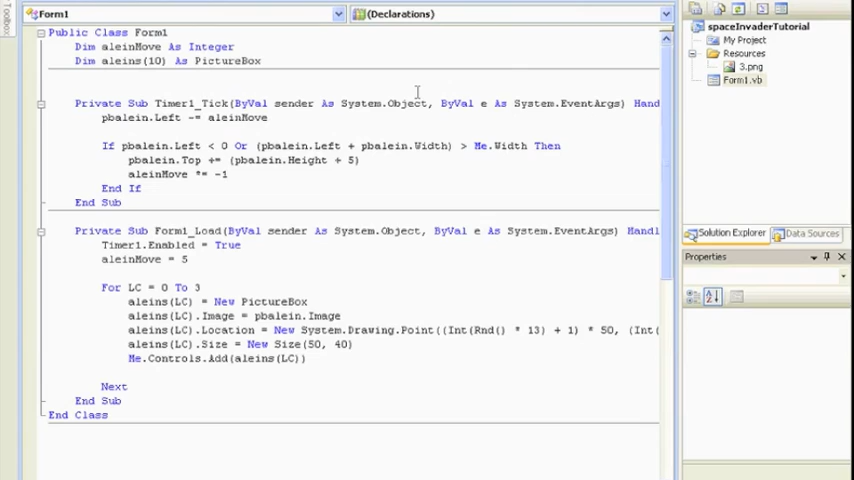 Toolbox
Form1
(Declarations)
Public Class Form1
Dim aleinMove As Integer
Dim aleins(10) As PictureBox
Private Sub Timer1_Tick(ByVal sender As System.Object, ByVal e As System.EventArgs) Hand
pbalein.Left -= aleinMove
If pbalein.Left < 0 Or (pbalein.Left + pbalein.Width) > Me.Width Then
pbalein.Top += (pbalein.Height + 5)
aleinMove *= -1
End If
End Sub
Private Sub Form1_Load(ByVal sender As System.Object, ByVal e As System.EventArgs) Handl
Timer1.Enabled = True
aleinMove = 5
For LC = 0 To 3
aleins(LC) = New PictureBox
aleins(LC).Image = pbalein.Image
aleins(LC).Location = New System.Drawing.Point((Int(Rnd() * 13) + 1) * 50, (Int(
aleins(LC).Size = New Size(50, 40)
Me.Controls.Add(aleins(LC))
Next
End Sub
End Class
spaceInvaderTutorial
My Project
Resources
3.png
Form1.vb
Solution Explorer
Data Sources
Properties